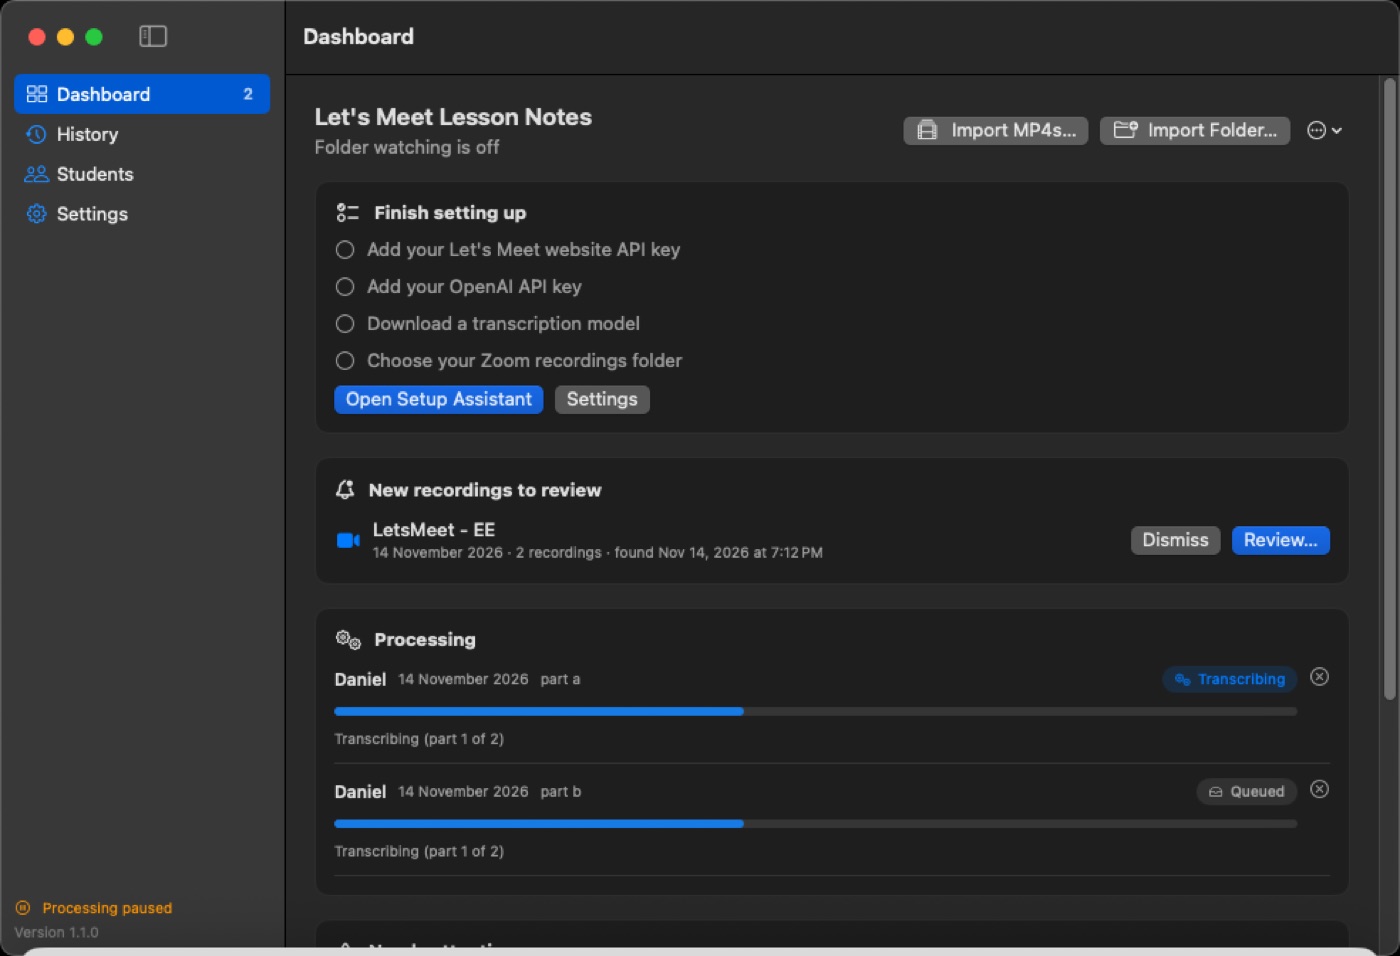 Dashboard
Dashboard 2
History
Students
Settings
Let's Meet Lesson Notes
Folder watching is off
Import MP4s...
Import Folder...
Finish setting up
Add your Let's Meet website API key
Add your OpenAI API key
Download a transcription model
Choose your Zoom recordings folder
Open Setup Assistant
Settings
New recordings to review
LetsMeet - EE
14 November 2026 · 2 recordings · found Nov 14, 2026 at 7:12 PM
Dismiss
Review...
Processing
Daniel 14 November 2026 part a
Transcribing
Transcribing (part 1 of 2)
Daniel 14 November 2026 part b
Queued
Transcribing (part 1 of 2)
Processing paused
Version 1.1.0